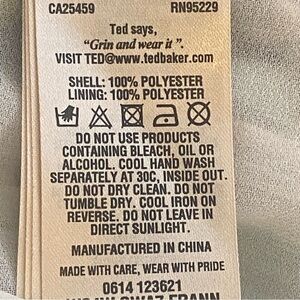 CA25459 RN95229
Ted says,
"Grin and wear it".
VISIT TED@www.tedbaker.com
SHELL: 100% POLYESTER
LINING: 100% POLYESTER
DO NOT USE PRODUCTS
CONTAINING BLEACH, OIL OR
ALCOHOL. COOL HAND WASH
SEPARATELY AT 30C, INSIDE OUT.
DO NOT DRY CLEAN. DO NOT
TUMBLE DRY. COOL IRON ON
REVERSE. DO NOT LEAVE IN
DIRECT SUNLIGHT.
MANUFACTURED IN CHINA
MADE WITH CARE, WEAR WITH PRIDE
0614 123621